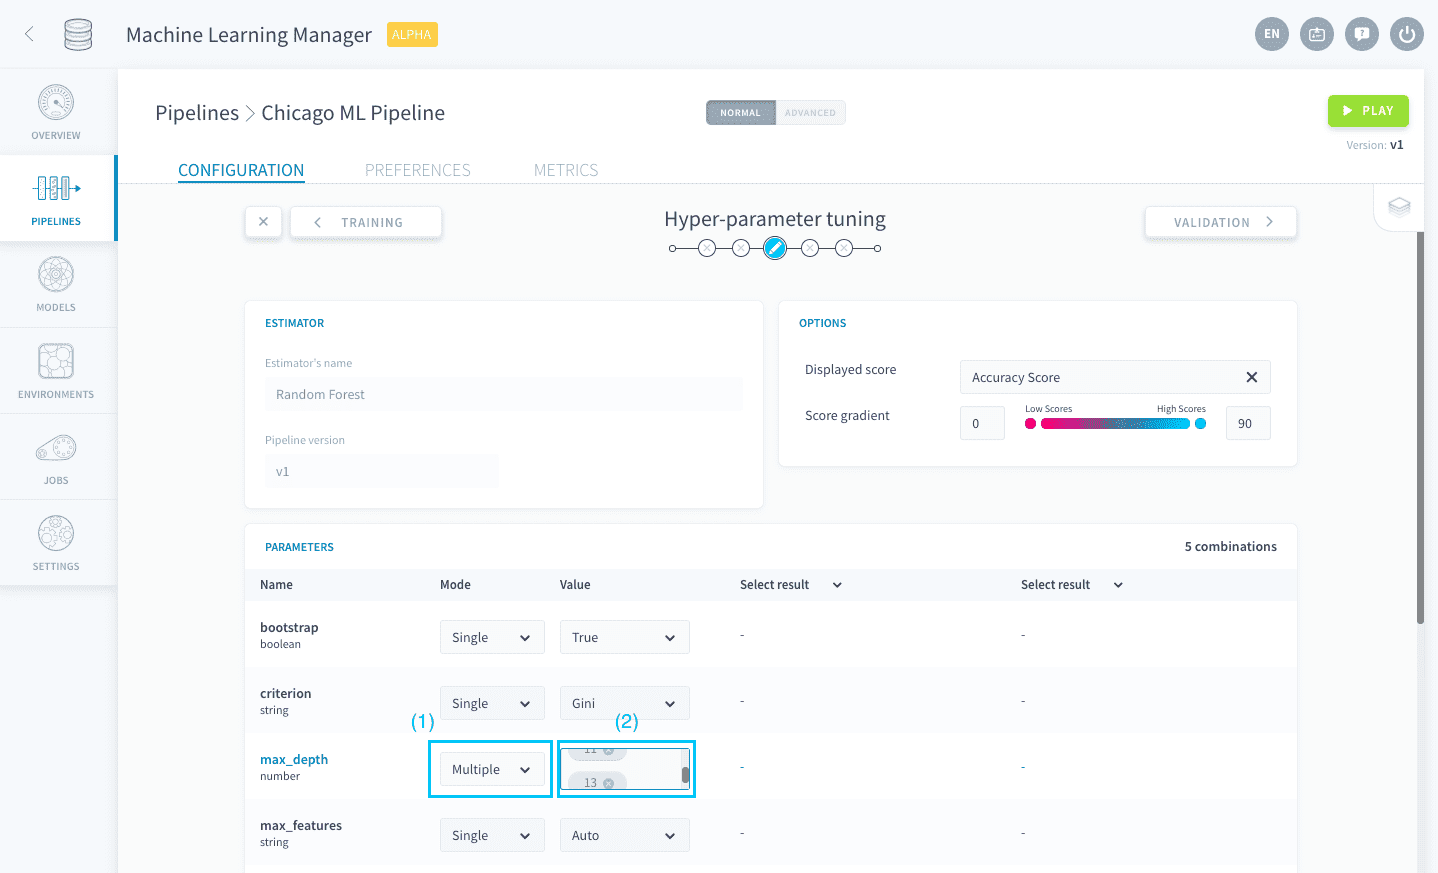 Machine Learning Manager ALPHA
EN
OVERVIEW
PIPELINES
MODELS
ENVIRONMENTS
JOBS
SETTINGS
Pipelines > Chicago ML Pipeline
NORMAL ADVANCED
PLAY
Version: v1
CONFIGURATION PREFERENCES METRICS
TRAINING
Hyper-parameter tuning
VALIDATION
ESTIMATOR
Estimator's name
Random Forest
Pipeline version
v1
OPTIONS
Displayed score
Accuracy Score
Score gradient
0
Low Scores High Scores
90
PARAMETERS 5 combinations
Name Mode Value Select result Select result
bootstrap
boolean
Single True - -
criterion
string
Single Gini - -
(1) (2)
max_depth
number
Multiple
11
13
- -
max_features
string
Single Auto - -